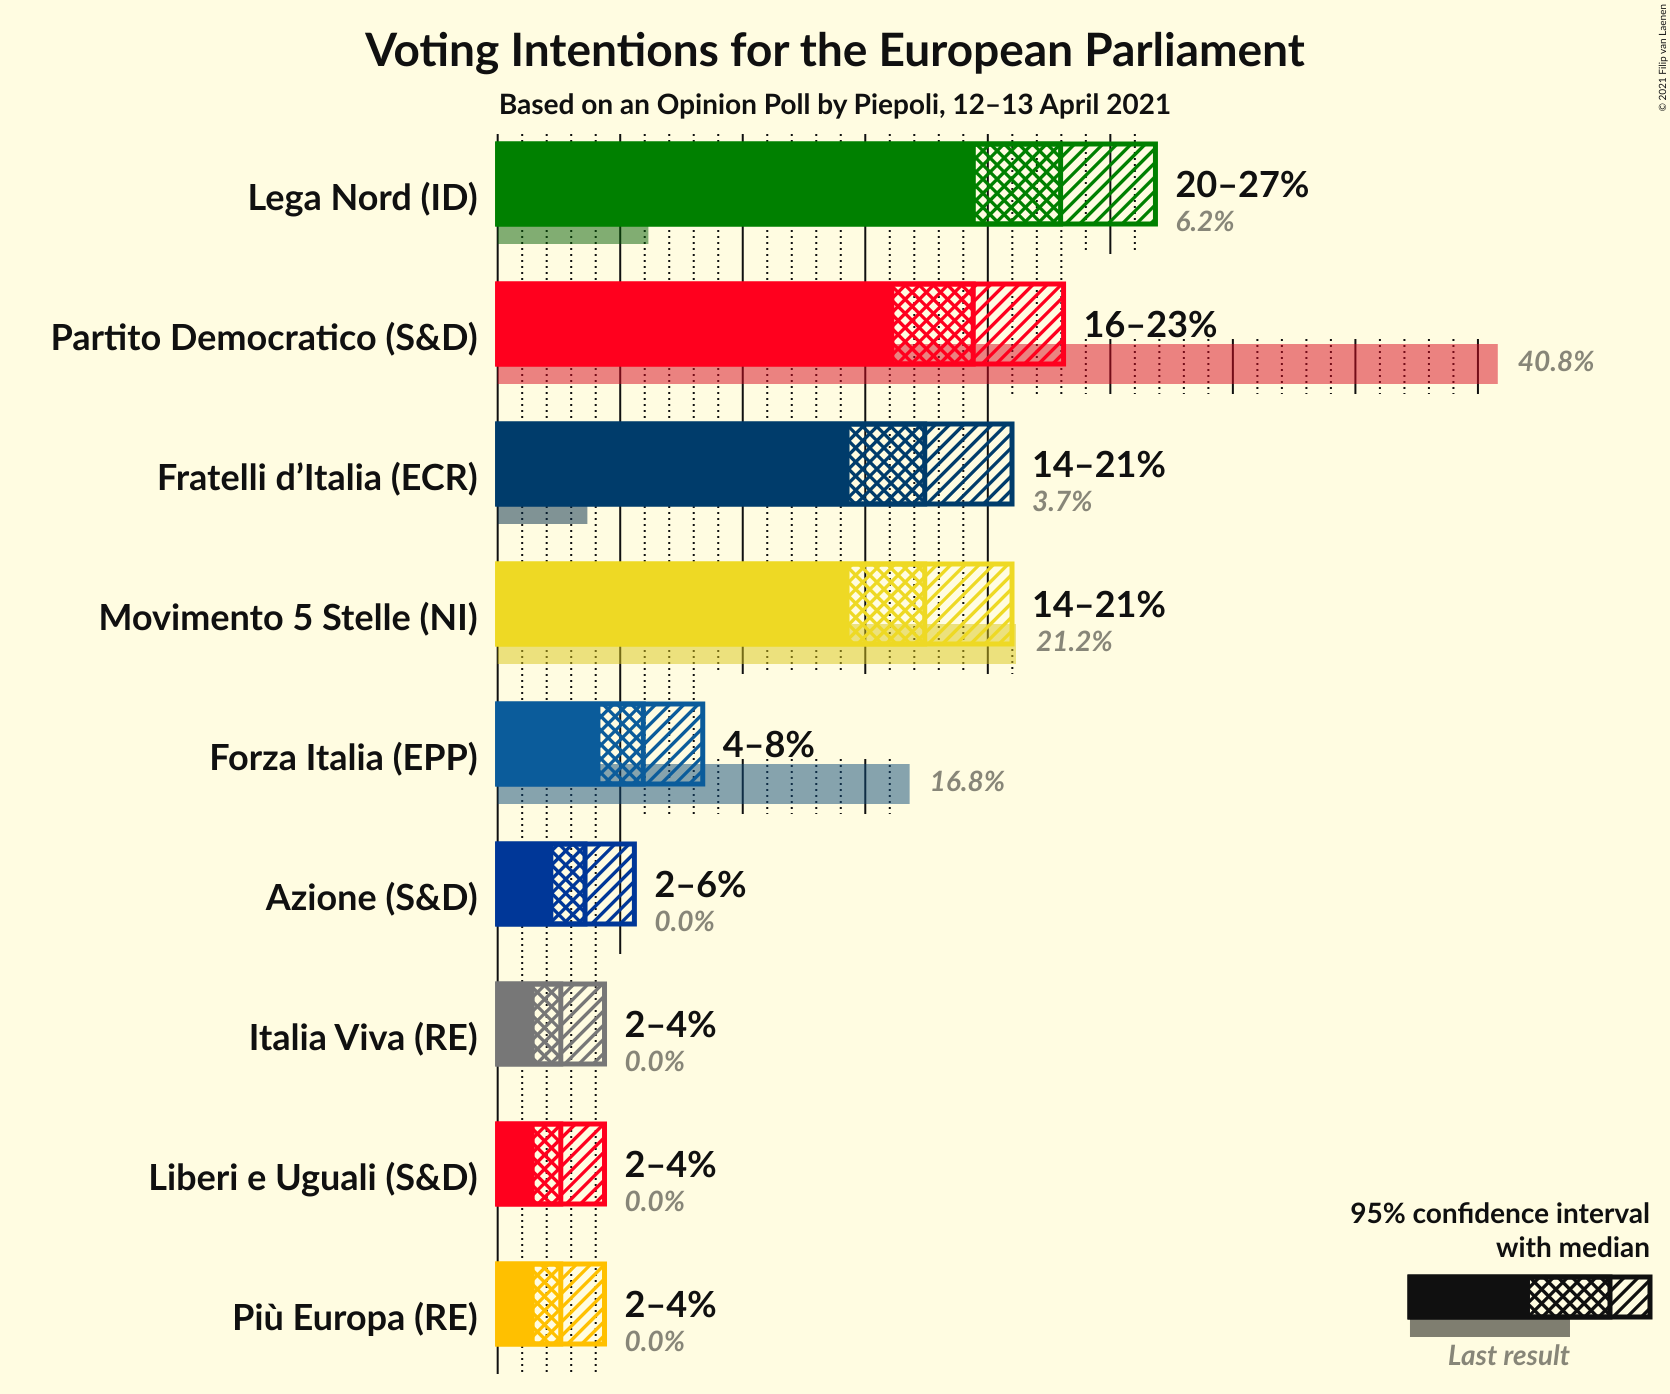 Voting Intentions for the European Parliament
Based on an Opinion Poll by Piepoli, 12–13 April 2021
© 2021 Filip van Laenen
Lega Nord (ID)
20–27%
6.2%
Partito Democratico (S&D)
16–23%
40.8%
Fratelli d’Italia (ECR)
14–21%
3.7%
Movimento 5 Stelle (NI)
14–21%
21.2%
Forza Italia (EPP)
4–8%
16.8%
Azione (S&D)
2–6%
0.0%
Italia Viva (RE)
2–4%
0.0%
Liberi e Uguali (S&D)
2–4%
0.0%
Più Europa (RE)
2–4%
0.0%
95% confidence interval
with median
Last result